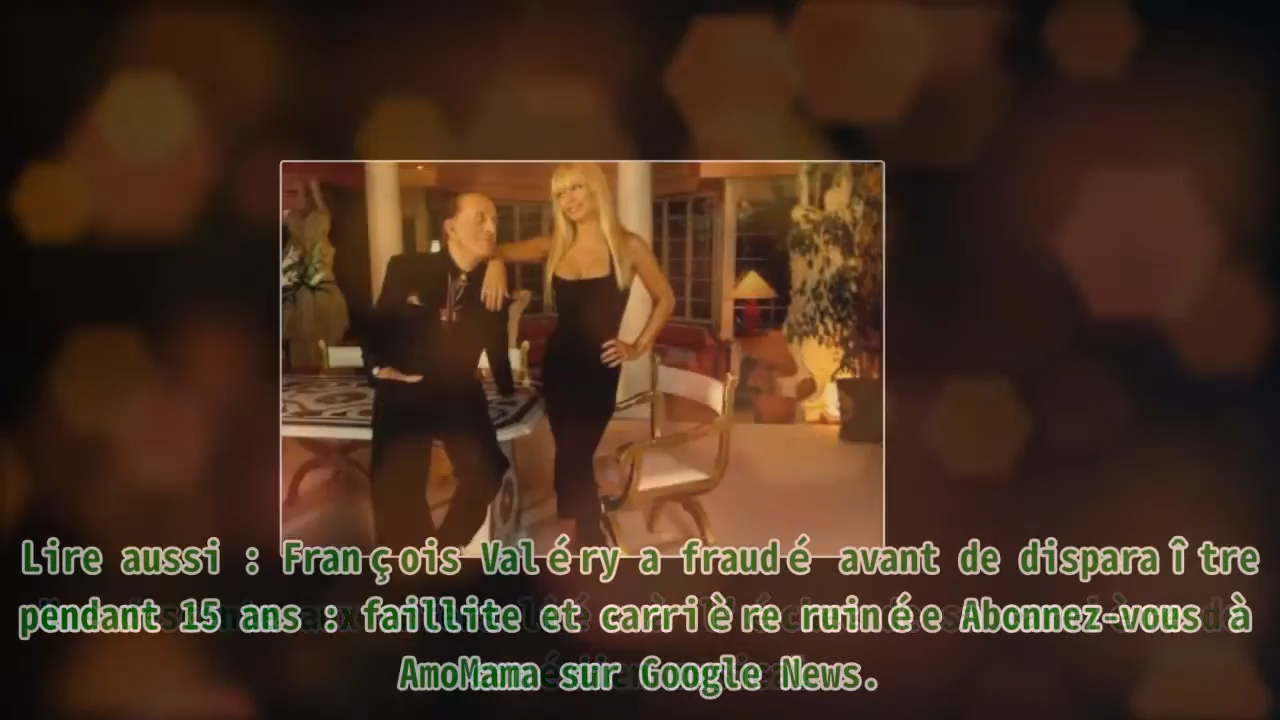 Lire aussi : François Valéry a fraudé avant de disparaître
pendant 15 ans : faillite et carrière ruinée Abonnez-vous à
AmoMama sur Google News.